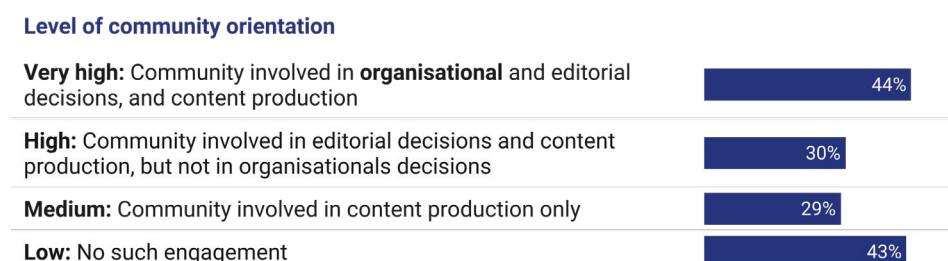 Level of community orientation
Very high: Community involved in organisational and editorial
decisions, and content production
44%
High: Community involved in editorial decisions and content
production, but not in organisationals decisions
30%
Medium: Community involved in content production only
29%
Low: No such engagement
43%